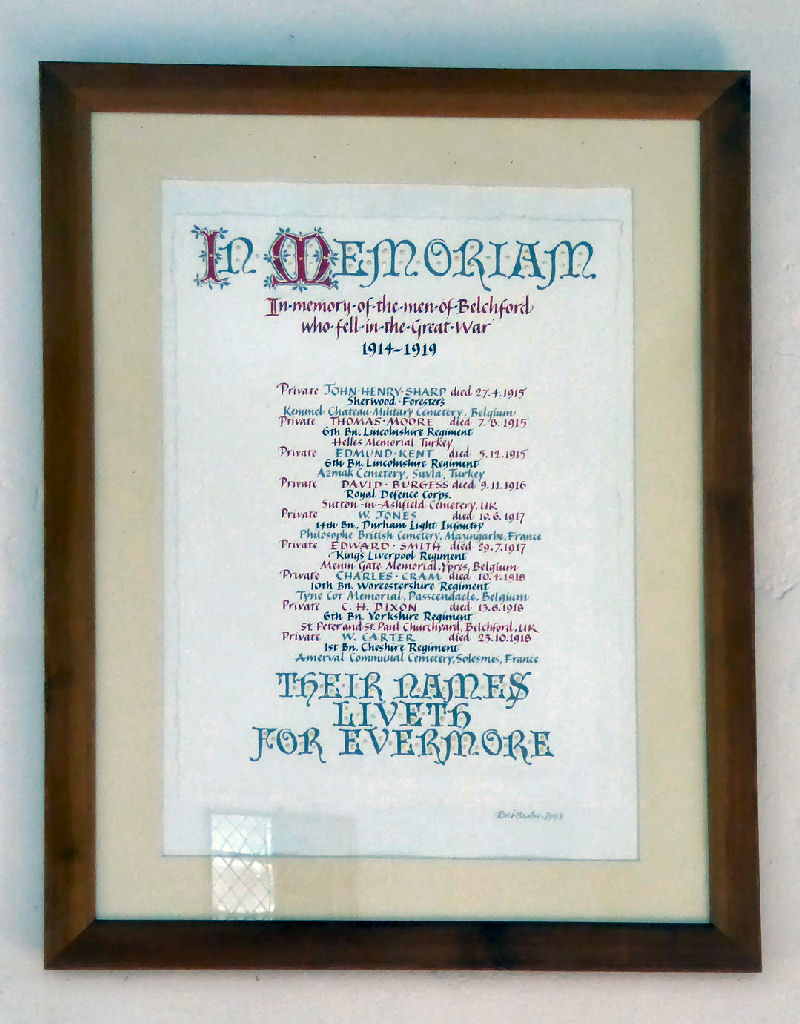 IN MEMORIAM
In·memory·of·the·men·of·Belchford
who·fell·in·the·Great·War
1914–1919
Private JOHN·HENRY·SHARP died 27.4.1915
Sherwood·Foresters
Kemmel·Chateau·Military Cemetery, Belgium
Private THOMAS·MOORE died 7.8.1915
6th Bn. Lincolnshire Regiment
Helles Memorial Turkey
Private EDMUND·KENT died 5.12.1915
6th Bn. Lincolnshire Regiment
Azmak Cemetery, Suvla, Turkey
Private DAVID·BURGESS died 9.11.1916
Royal Defence Corps.
Sutton-in-Ashfield Cemetery, UK
Private W. JONES died 10.6.1917
14th Bn. Durham Light Infantry
Philosophe British Cemetery, Mazingarbe, France
Private EDWARD·SMITH died 29.7.1917
Kings Liverpool Regiment
Menin Gate Memorial, Ypres, Belgium
Private CHARLES·CRAM died 10.4.1918
10th Bn. Worcestershire Regiment
Tyne Cot Memorial, Passcendaele, Belgium
Private C. H. DIXON died 13.6.1918
6th Bn. Yorkshire Regiment
St. Peter and St. Paul Churchyard, Belchford, UK
Private W. CARTER died 23.10.1918
1st Bn. Cheshire Regiment
Amerval Communal Cemetery, Solesmes, France
THEIR NAMES
LIVETH
FOR EVERMORE